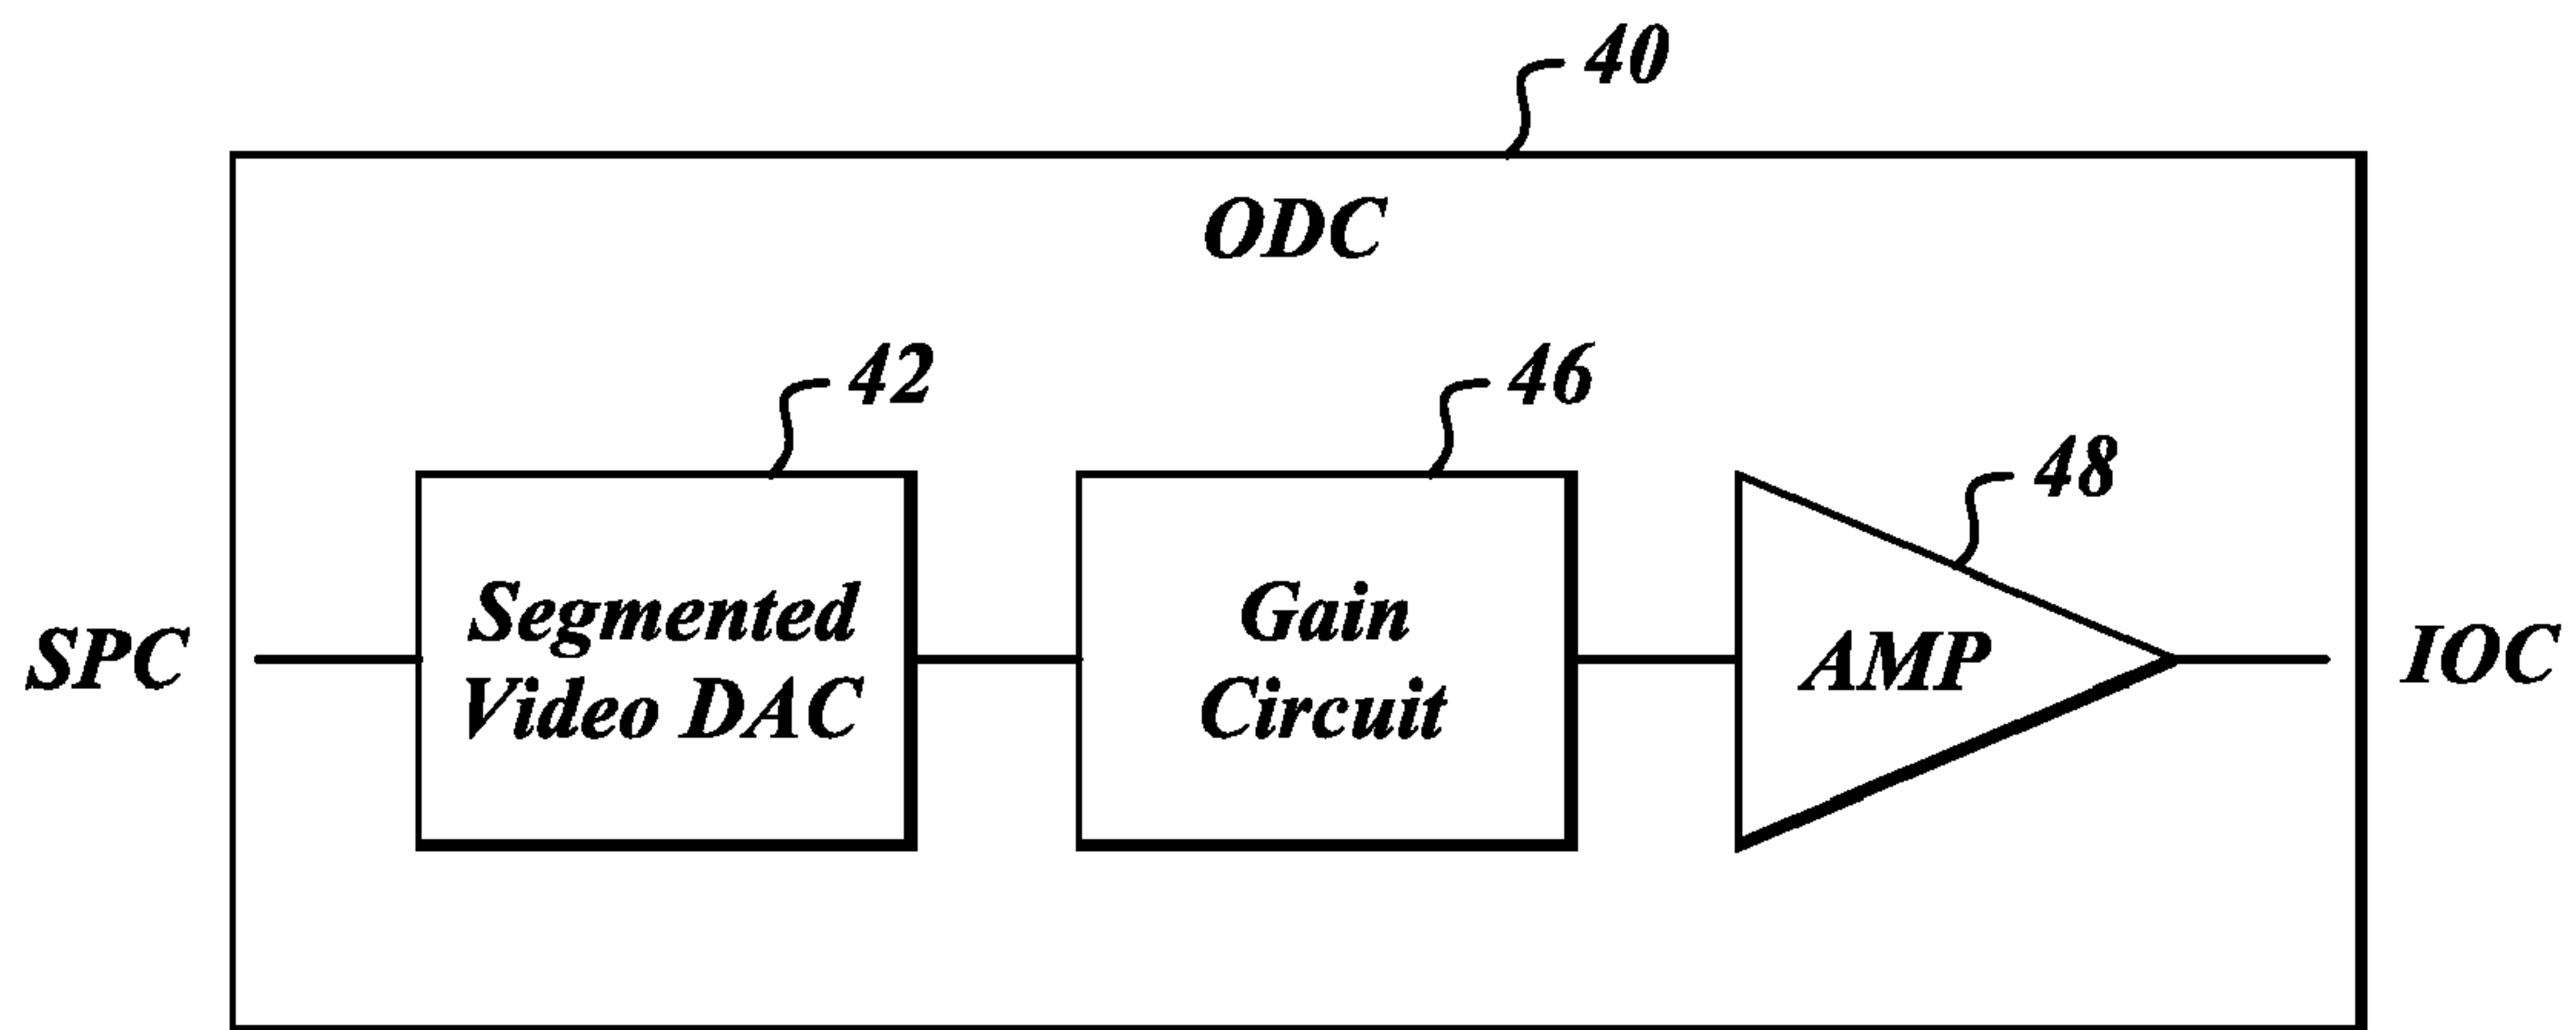 40
ODC
42
46
48
SPC
Segmented
Video DAC
Gain
Circuit
AMP
IOC